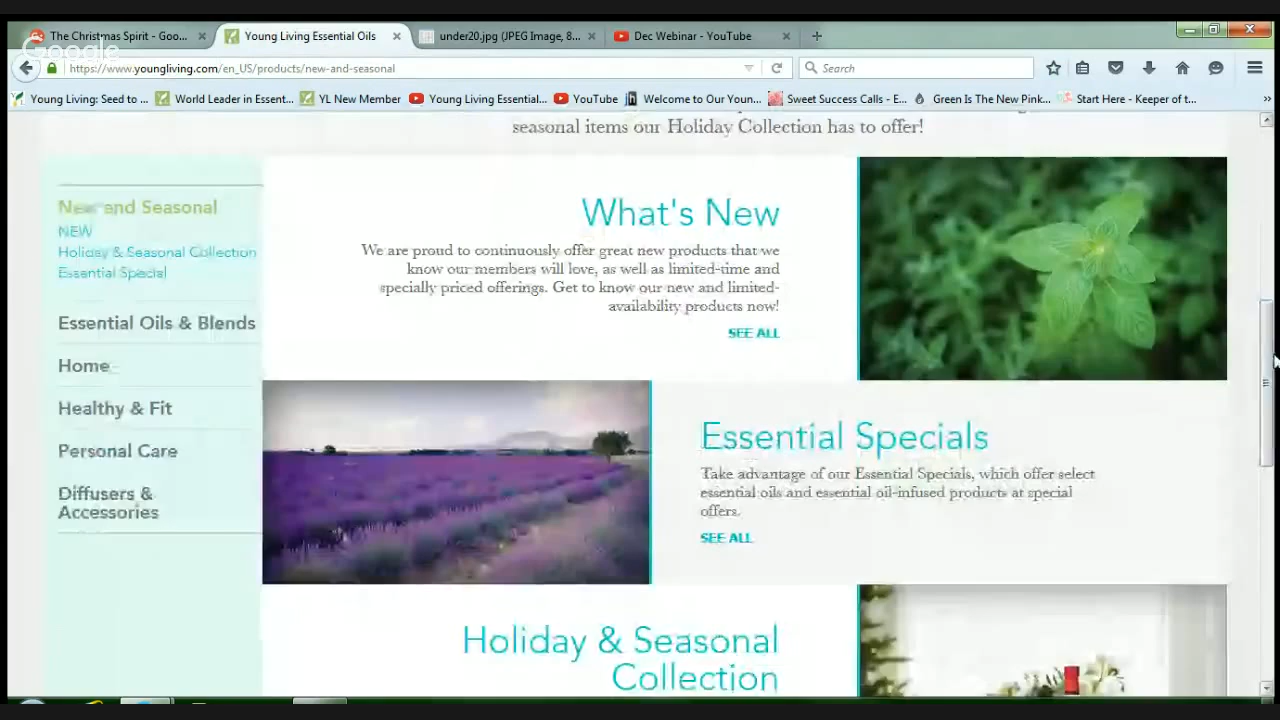 The Christmas Spirit - Goo...
Young Living Essential Oils
under20.jpg (JPEG Image, 8...
Dec Webinar - YouTube
Google
https://www.youngliving.com/en_US/products/new-and-seasonal
Search
Young Living: Seed to ...
World Leader in Essent...
YL New Member
Young Living Essential...
YouTube
Welcome to Our Youn...
Sweet Success Calls - E...
Green Is The New Pink...
Start Here - Keeper of t...
seasonal items our Holiday Collection has to offer!
New and Seasonal
NEW
Holiday & Seasonal Collection
Essential Special
Essential Oils & Blends
Home
Healthy & Fit
Personal Care
Diffusers &
Accessories
What's New
We are proud to continuously offer great new products that we
know our members will love, as well as limited-time and
specially priced offerings. Get to know our new and limited-
availability products now!
SEE ALL
Essential Specials
Take advantage of our Essential Specials, which offer select
essential oils and essential oil-infused products at special
offers.
SEE ALL
Holiday & Seasonal
Collection